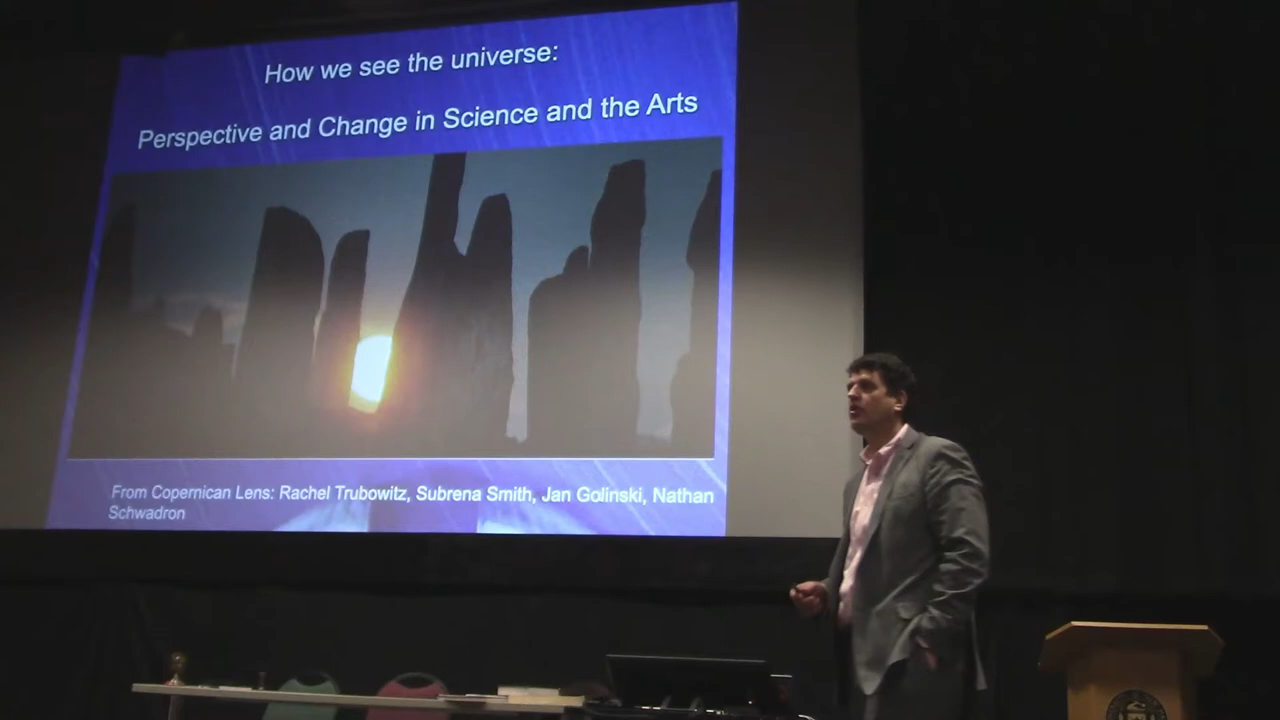 How we see the universe:
Perspective and Change in Science and the Arts
From Copernican Lens: Rachel Trubowitz, Subrena Smith, Jan Golinski, Nathan
Schwadron